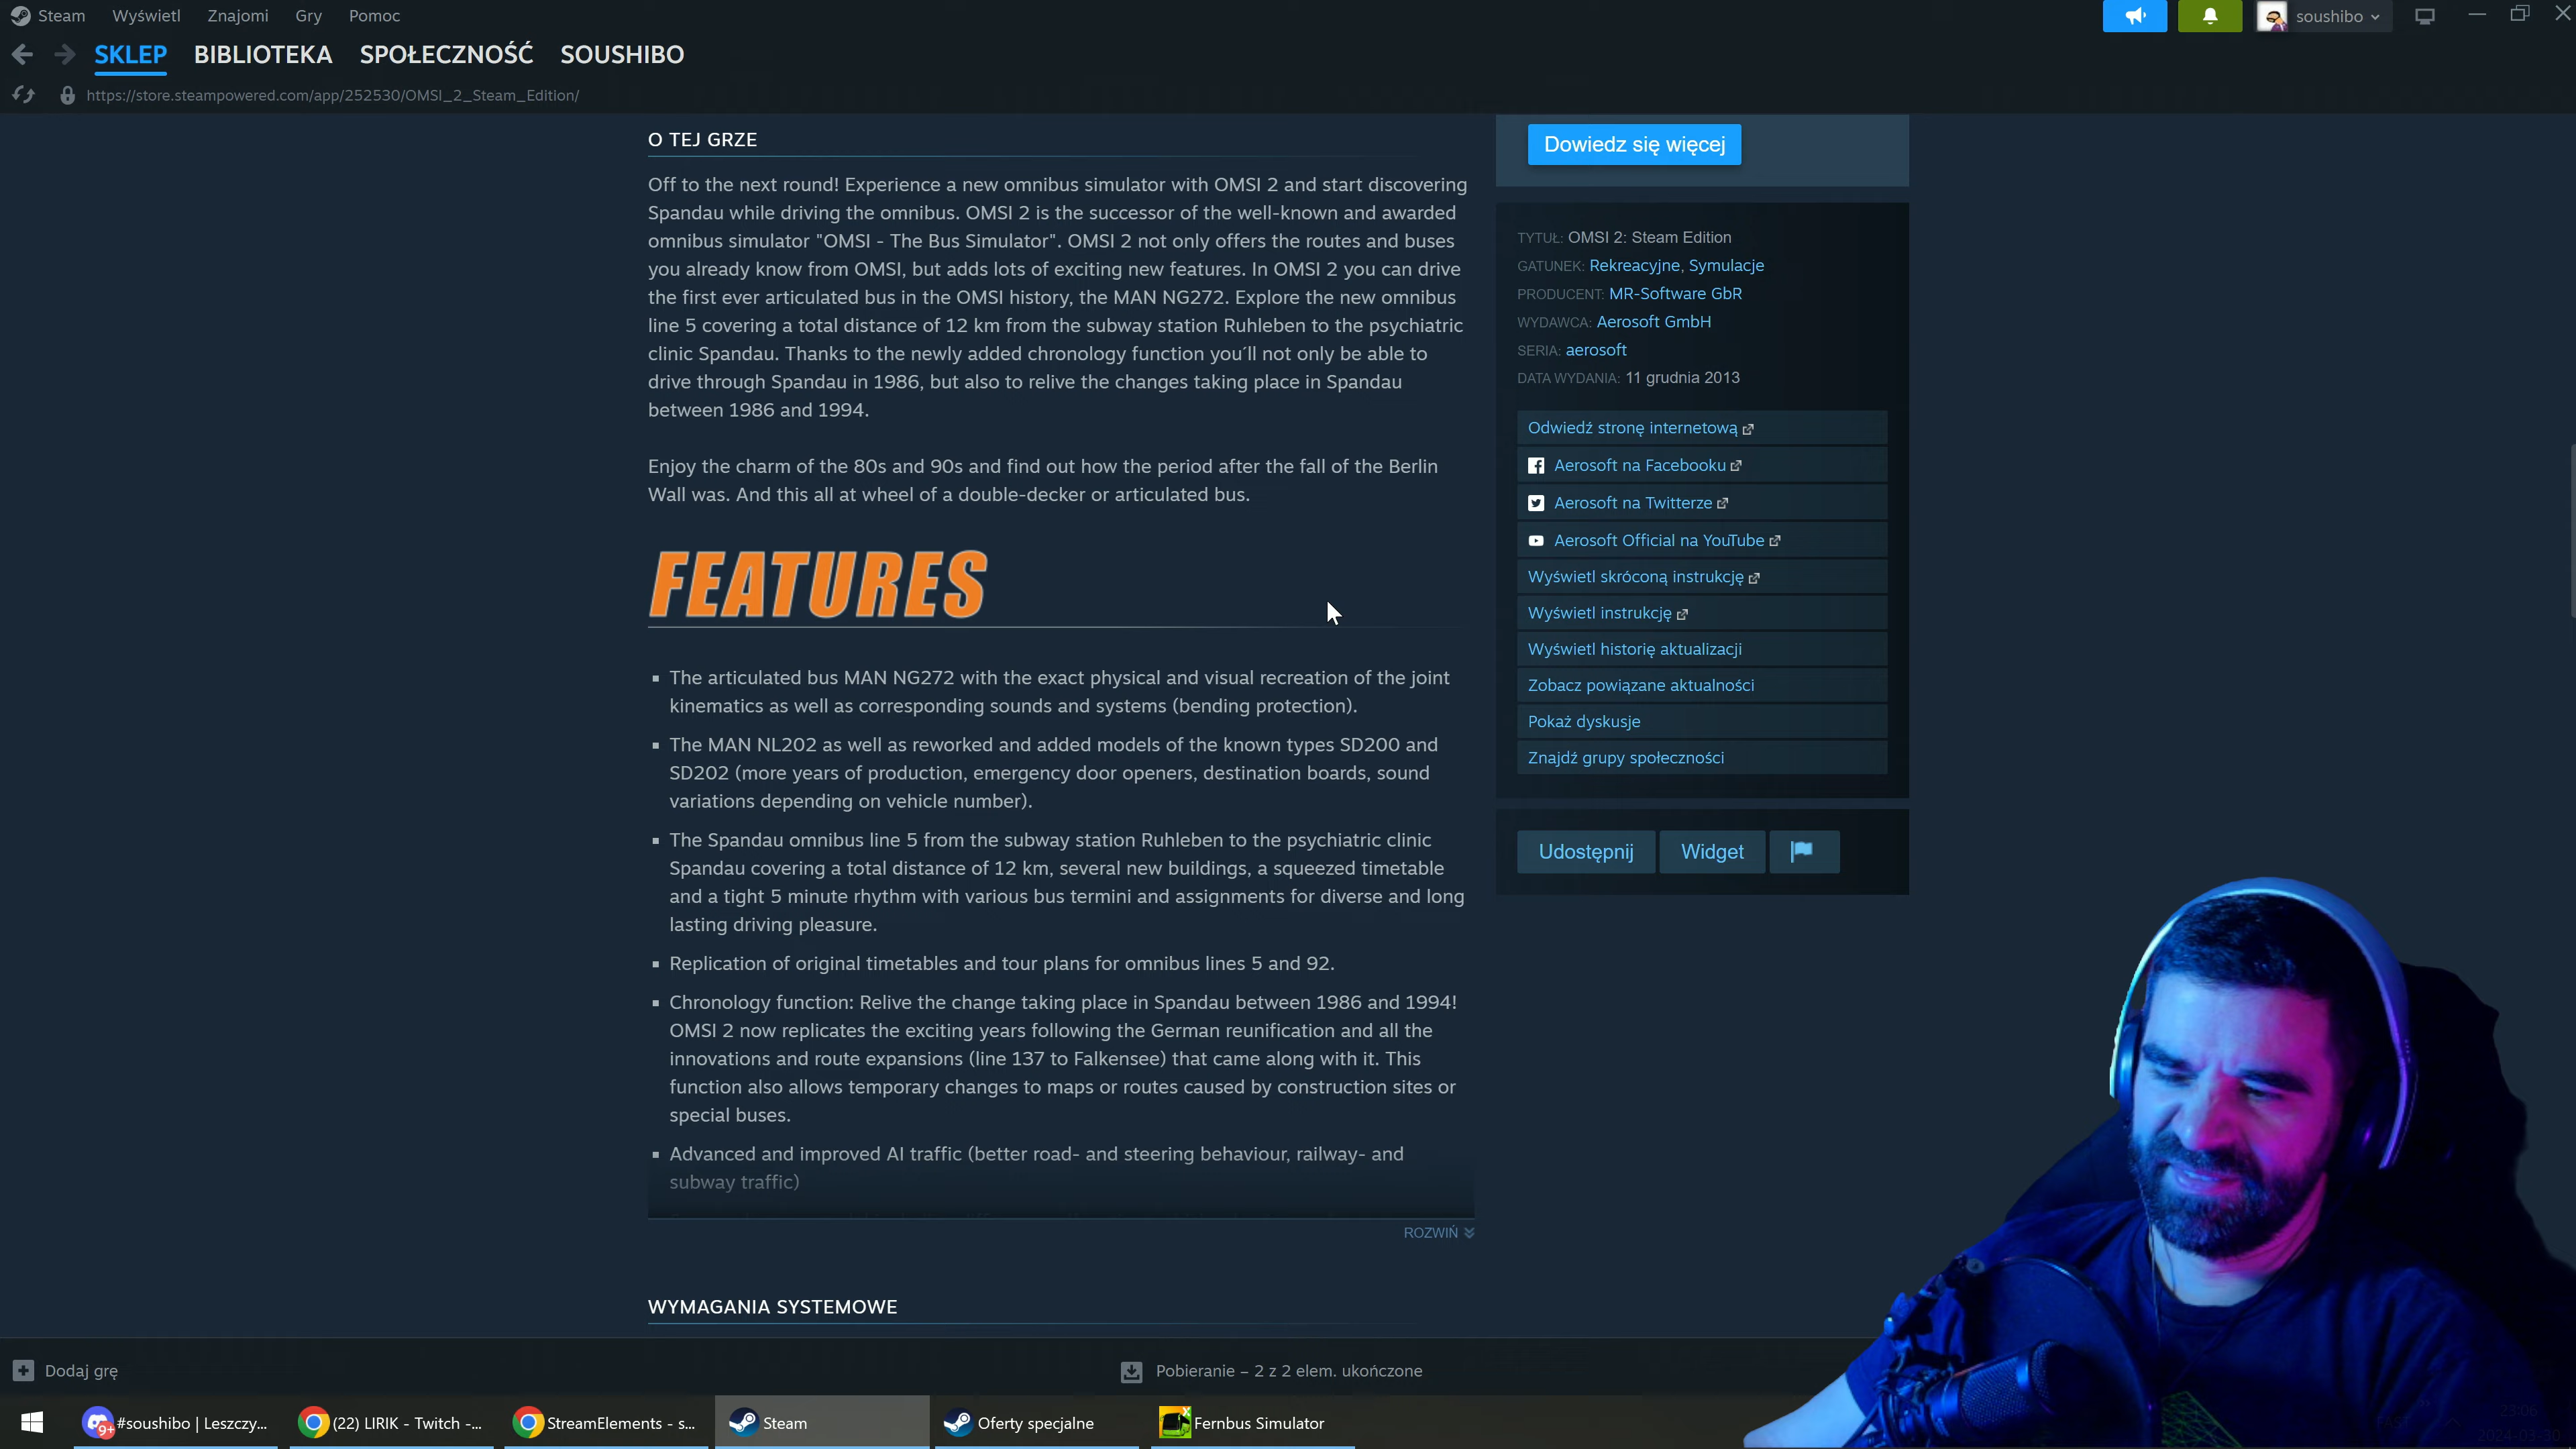 Steam Wyświetl Znajomi Gry Pomoc
soushibo
SKLEP BIBLIOTEKA SPOŁECZNOŚĆ SOUSHIBO
https://store.steampowered.com/app/252530/OMSI_2_Steam_Edition/
O TEJ GRZE
Off to the next round! Experience a new omnibus simulator with OMSI 2 and start discovering
Spandau while driving the omnibus. OMSI 2 is the successor of the well-known and awarded
omnibus simulator "OMSI - The Bus Simulator". OMSI 2 not only offers the routes and buses
you already know from OMSI, but adds lots of exciting new features. In OMSI 2 you can drive
the first ever articulated bus in the OMSI history, the MAN NG272. Explore the new omnibus
line 5 covering a total distance of 12 km from the subway station Ruhleben to the psychiatric
clinic Spandau. Thanks to the newly added chronology function you´ll not only be able to
drive through Spandau in 1986, but also to relive the changes taking place in Spandau
between 1986 and 1994.
Enjoy the charm of the 80s and 90s and find out how the period after the fall of the Berlin
Wall was. And this all at wheel of a double-decker or articulated bus.
FEATURES
▪ The articulated bus MAN NG272 with the exact physical and visual recreation of the joint
kinematics as well as corresponding sounds and systems (bending protection).
▪ The MAN NL202 as well as reworked and added models of the known types SD200 and
SD202 (more years of production, emergency door openers, destination boards, sound
variations depending on vehicle number).
▪ The Spandau omnibus line 5 from the subway station Ruhleben to the psychiatric clinic
Spandau covering a total distance of 12 km, several new buildings, a squeezed timetable
and a tight 5 minute rhythm with various bus termini and assignments for diverse and long
lasting driving pleasure.
▪ Replication of original timetables and tour plans for omnibus lines 5 and 92.
▪ Chronology function: Relive the change taking place in Spandau between 1986 and 1994!
OMSI 2 now replicates the exciting years following the German reunification and all the
innovations and route expansions (line 137 to Falkensee) that came along with it. This
function also allows temporary changes to maps or routes caused by construction sites or
special buses.
▪ Advanced and improved AI traffic (better road- and steering behaviour, railway- and
subway traffic)
ROZWIŃ
WYMAGANIA SYSTEMOWE
Dowiedz się więcej
TYTUŁ: OMSI 2: Steam Edition
GATUNEK: Rekreacyjne, Symulacje
PRODUCENT: MR-Software GbR
WYDAWCA: Aerosoft GmbH
SERIA: aerosoft
DATA WYDANIA: 11 grudnia 2013
Odwiedź stronę internetową
Aerosoft na Facebooku
Aerosoft na Twitterze
Aerosoft Official na YouTube
Wyświetl skróconą instrukcję
Wyświetl instrukcję
Wyświetl historię aktualizacji
Zobacz powiązane aktualności
Pokaż dyskusje
Znajdź grupy społeczności
Udostępnij Widget
Dodaj grę
Pobieranie – 2 z 2 elem. ukończone
9+ #soushibo | Leszczy... (22) LIRIK - Twitch -... StreamElements - s... Steam Oferty specjalne Fernbus Simulator
23:06